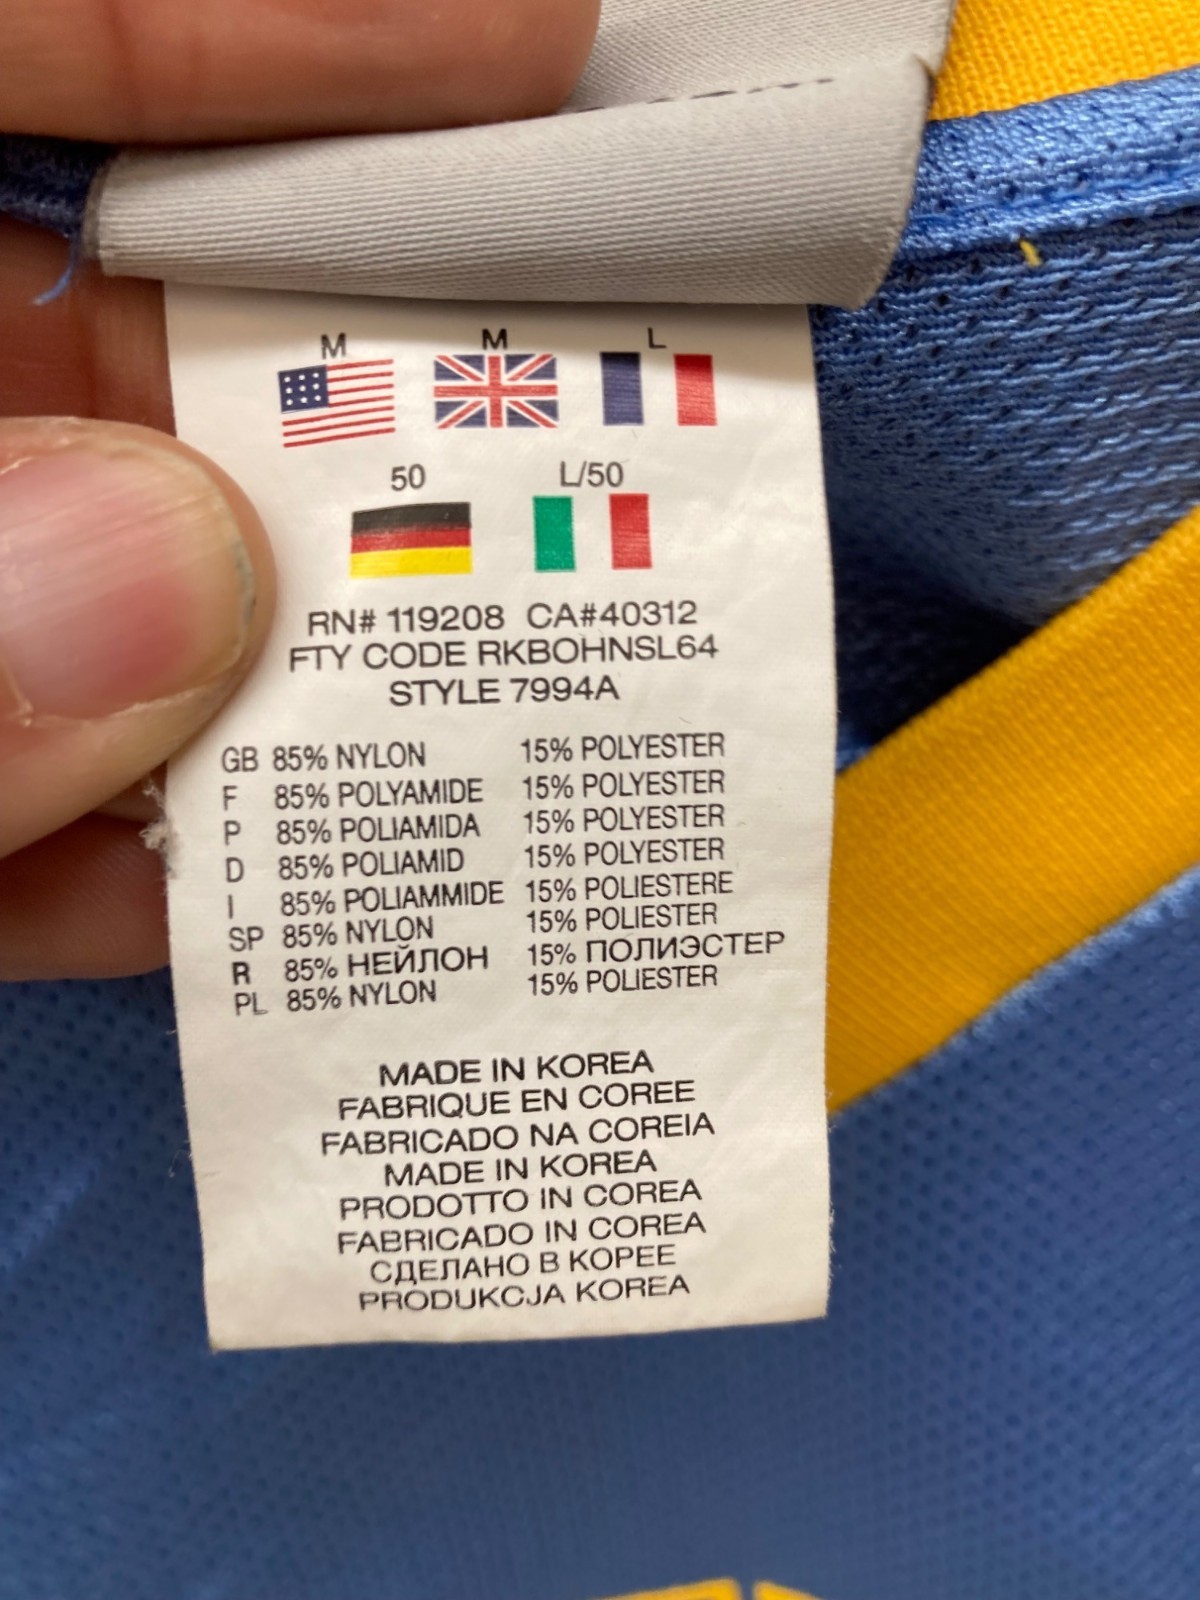 M M L
50 L/50
RN# 119208 CA#40312
FTY CODE RKBOHNSL64
STYLE 7994A
GB 85% NYLON 15% POLYESTER
F 85% POLYAMIDE 15% POLYESTER
P 85% POLIAMIDA 15% POLYESTER
D 85% POLIAMID 15% POLYESTER
I 85% POLIAMMIDE 15% POLIESTERE
SP 85% NYLON 15% POLIESTER
R 85% НЕЙЛОН 15% ПОЛИЭСТЕР
PL 85% NYLON 15% POLIESTER
MADE IN KOREA
FABRIQUE EN COREE
FABRICADO NA COREIA
MADE IN KOREA
PRODOTTO IN COREA
FABRICADO IN COREA
СДЕЛАНО В КОРЕЕ
PRODUKCJA KOREA